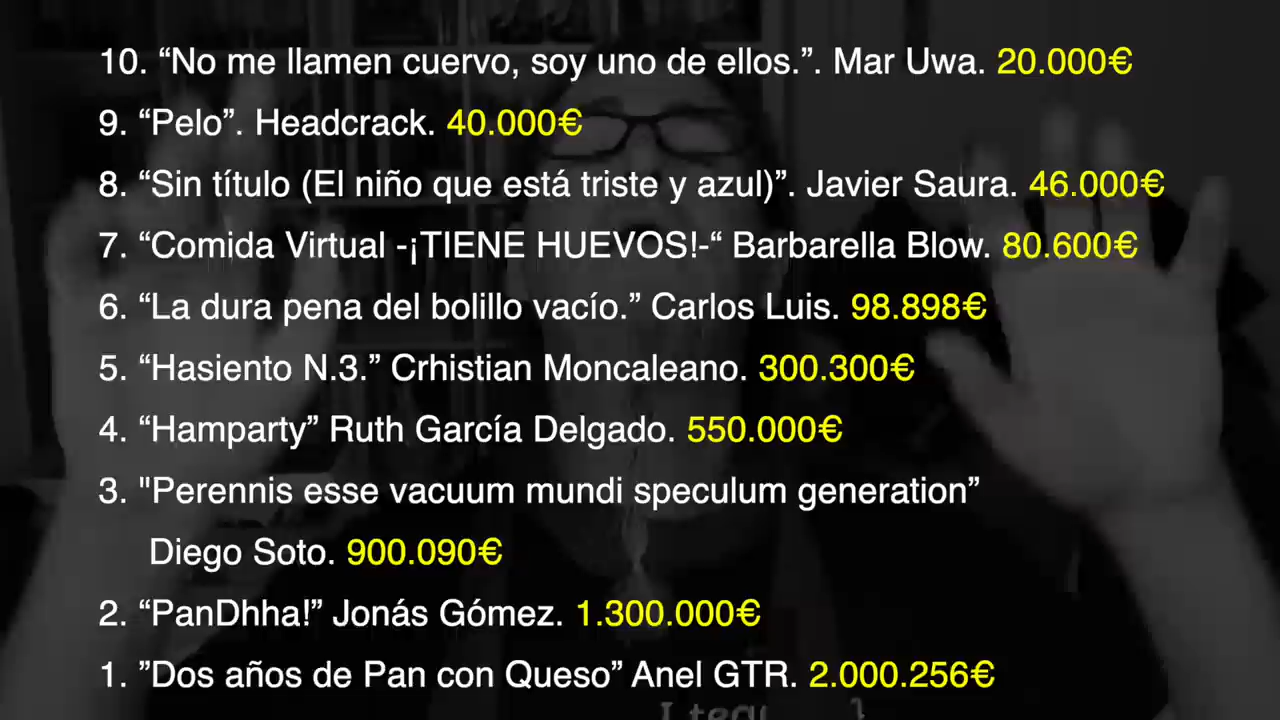 10. “No me llamen cuervo, soy uno de ellos.”. Mar Uwa. 20.000€
9. “Pelo”. Headcrack. 40.000€
8. “Sin título (El niño que está triste y azul)”. Javier Saura. 46.000€
7. “Comida Virtual -¡TIENE HUEVOS!-“ Barbarella Blow. 80.600€
6. “La dura pena del bolillo vacío.” Carlos Luis. 98.898€
5. “Hasiento N.3.” Crhistian Moncaleano. 300.300€
4. “Hamparty” Ruth García Delgado. 550.000€
3. "Perennis esse vacuum mundi speculum generation”
Diego Soto. 900.090€
2. “PanDhha!” Jonás Gómez. 1.300.000€
1. ”Dos años de Pan con Queso” Anel GTR. 2.000.256€